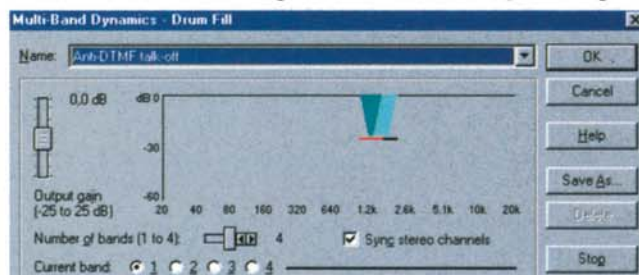 Multi-Band Dynamics - Drum Fill
Name: Anti-DTMF talk-off
OK
0,0 dB
dB 0
Cancel
-30
Help
Output gain
(-25 to 25 dB)
-60
20 40 80 160 320 640 1.2k 2.6k 5.1k 10k 20k
Save As...
Delete
Number of bands (1 to 4): 4
Sync stereo channels
Stop
Current band: 1 2 3 4